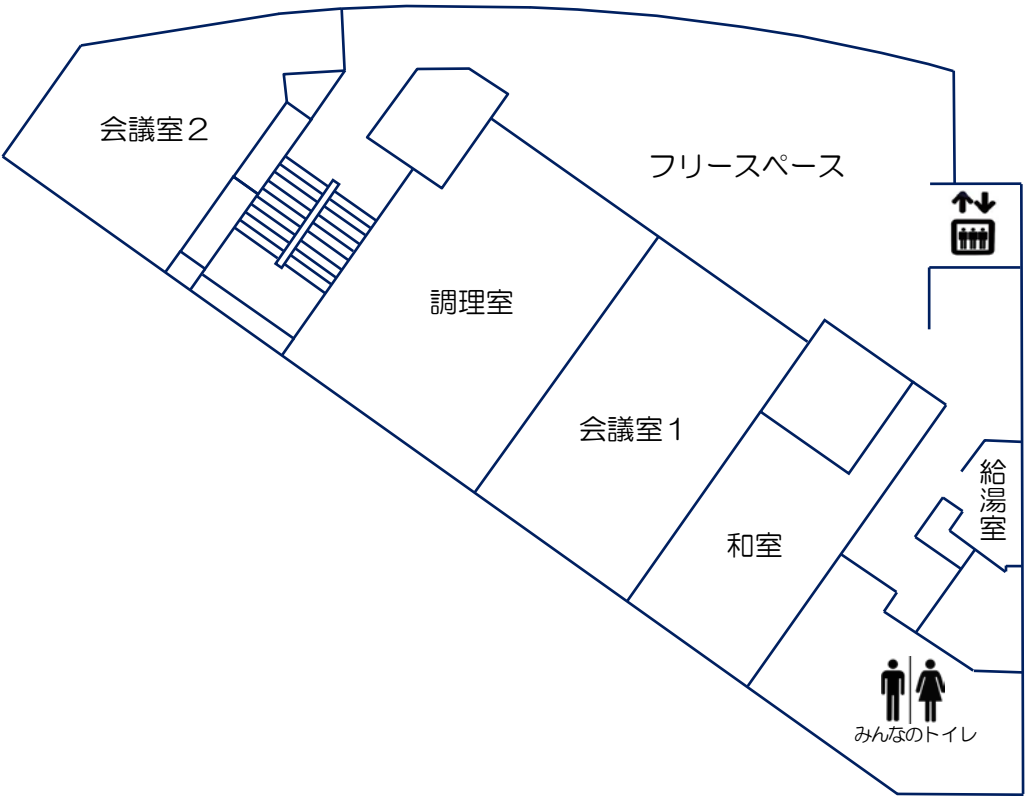 会議室２
フリースペース
調理室
会議室１
給湯室
和室
みんなのトイレ